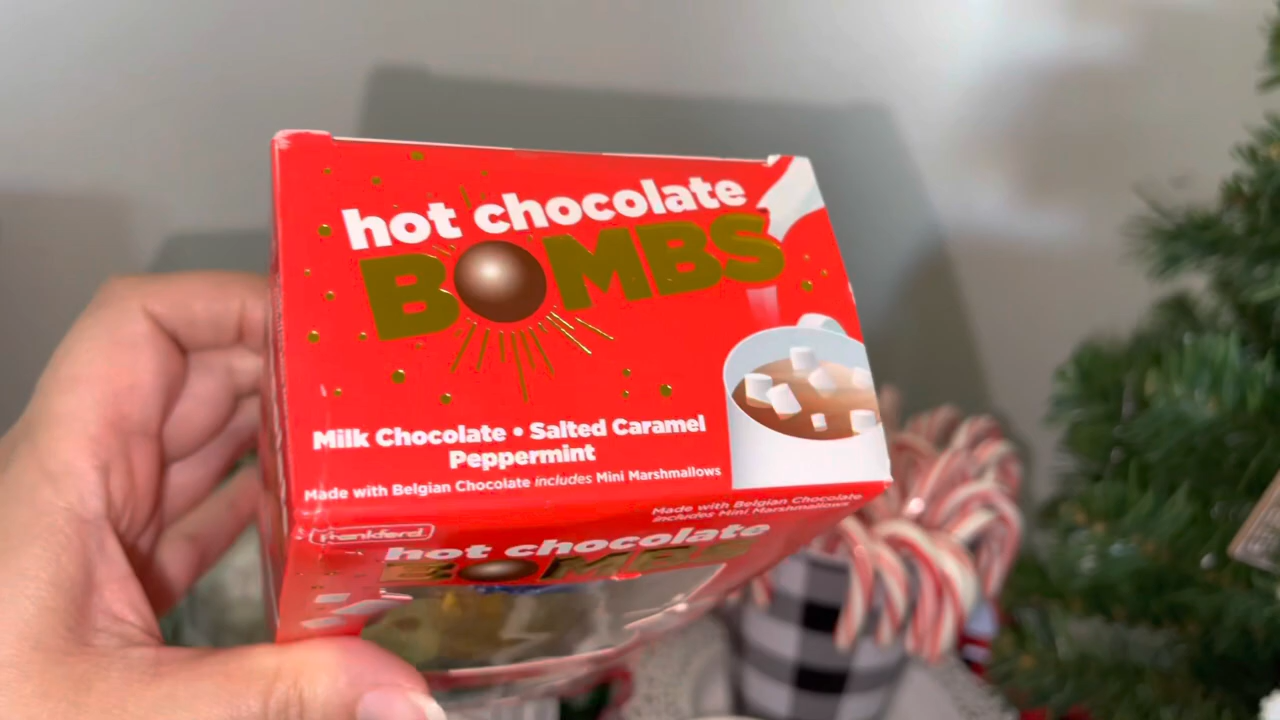 hot chocolate
BOMBS
Milk Chocolate • Salted Caramel
Peppermint
Made with Belgian Chocolate includes Mini Marshmallows
Made with Belgian Chocolate
includes Mini Marshmallows
Frankford
hot chocolate
BOMBS